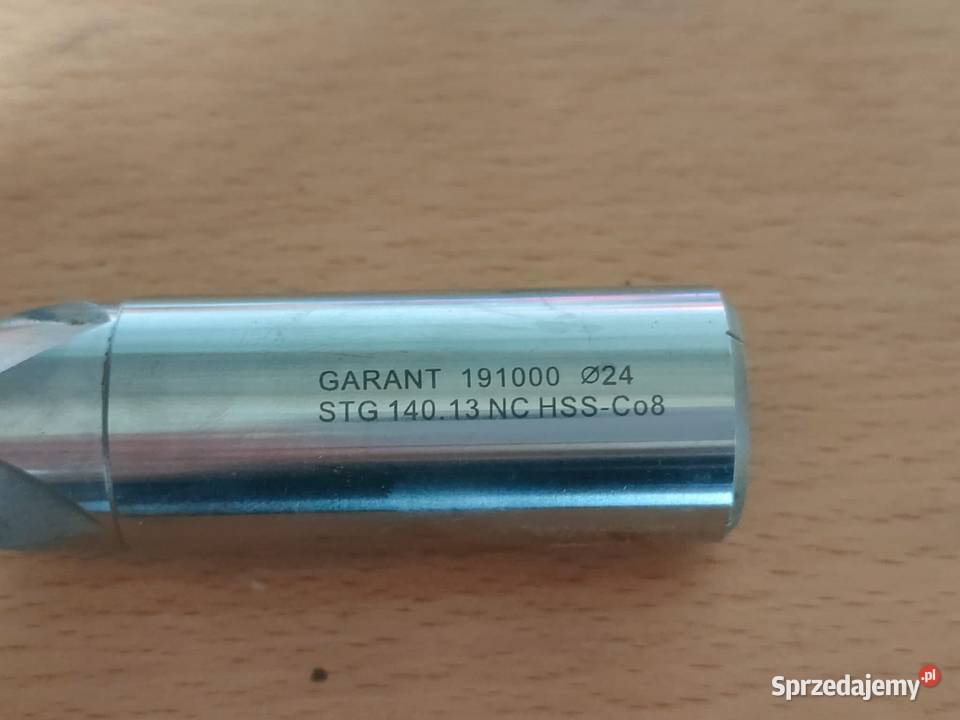 GARANT 191000 Ø24
STG 140.13 NC HSS-Co8
Sprzedajemy.pl